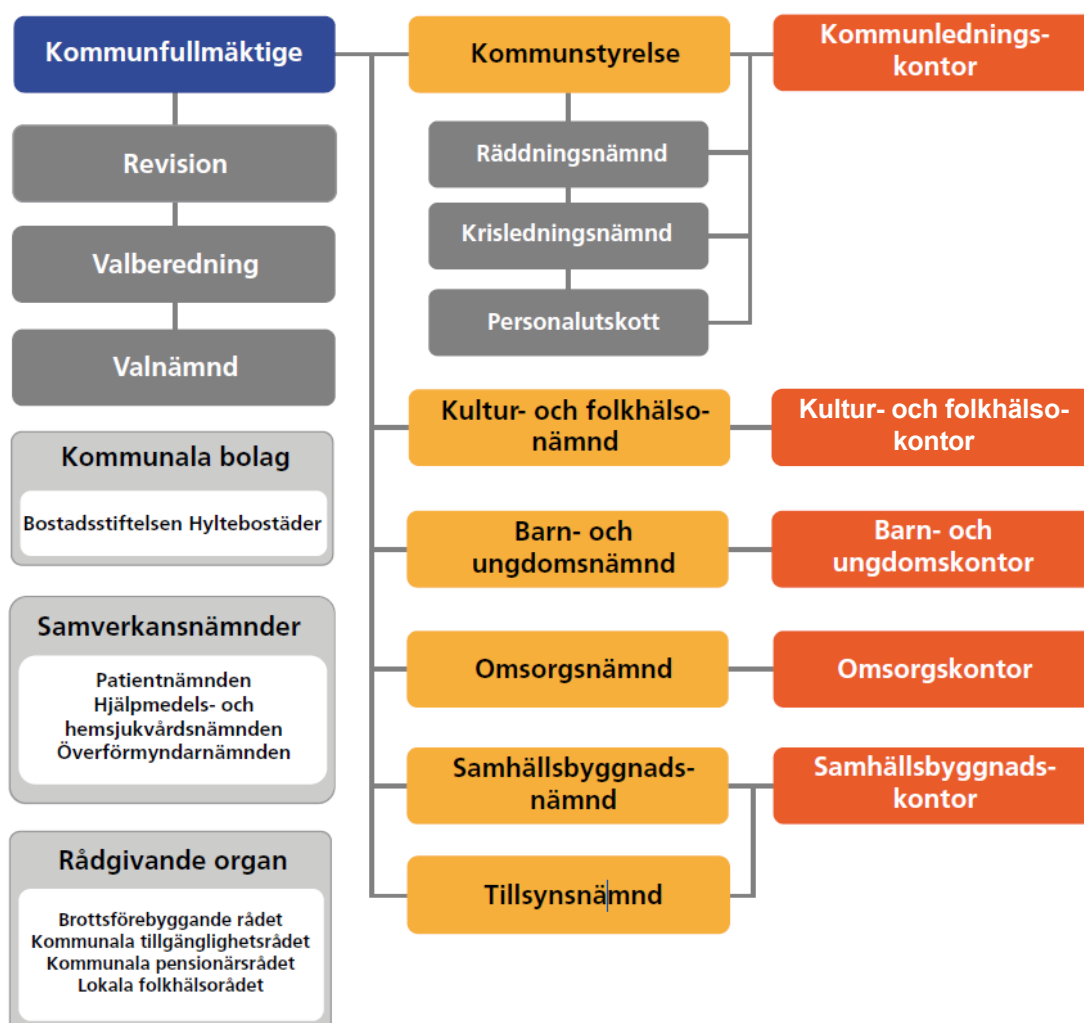 Kommunfullmäktige
Revision
Valberedning
Valnämnd
Kommunala bolag
Bostadsstiftelsen Hyltebostäder
Samverkansnämnder
Patientnämnden
Hjälpmedels- och
hemsjukvårdsnämnden
Överförmyndarnämnden
Rådgivande organ
Brottsförebyggande rådet
Kommunala tillgänglighetsrådet
Kommunala pensionärsrådet
Lokala folkhälsorådet
Kommunstyrelse
Räddningsnämnd
Krisledningsnämnd
Personalutskott
Kultur- och folkhälso-
nämnd
Barn- och
ungdomsnämnd
Omsorgsnämnd
Samhällsbyggnads-
nämnd
Tillsynsnämnd
Kommunlednings-
kontor
Kultur- och folkhälso-
kontor
Barn- och
ungdomskontor
Omsorgskontor
Samhällsbyggnads-
kontor